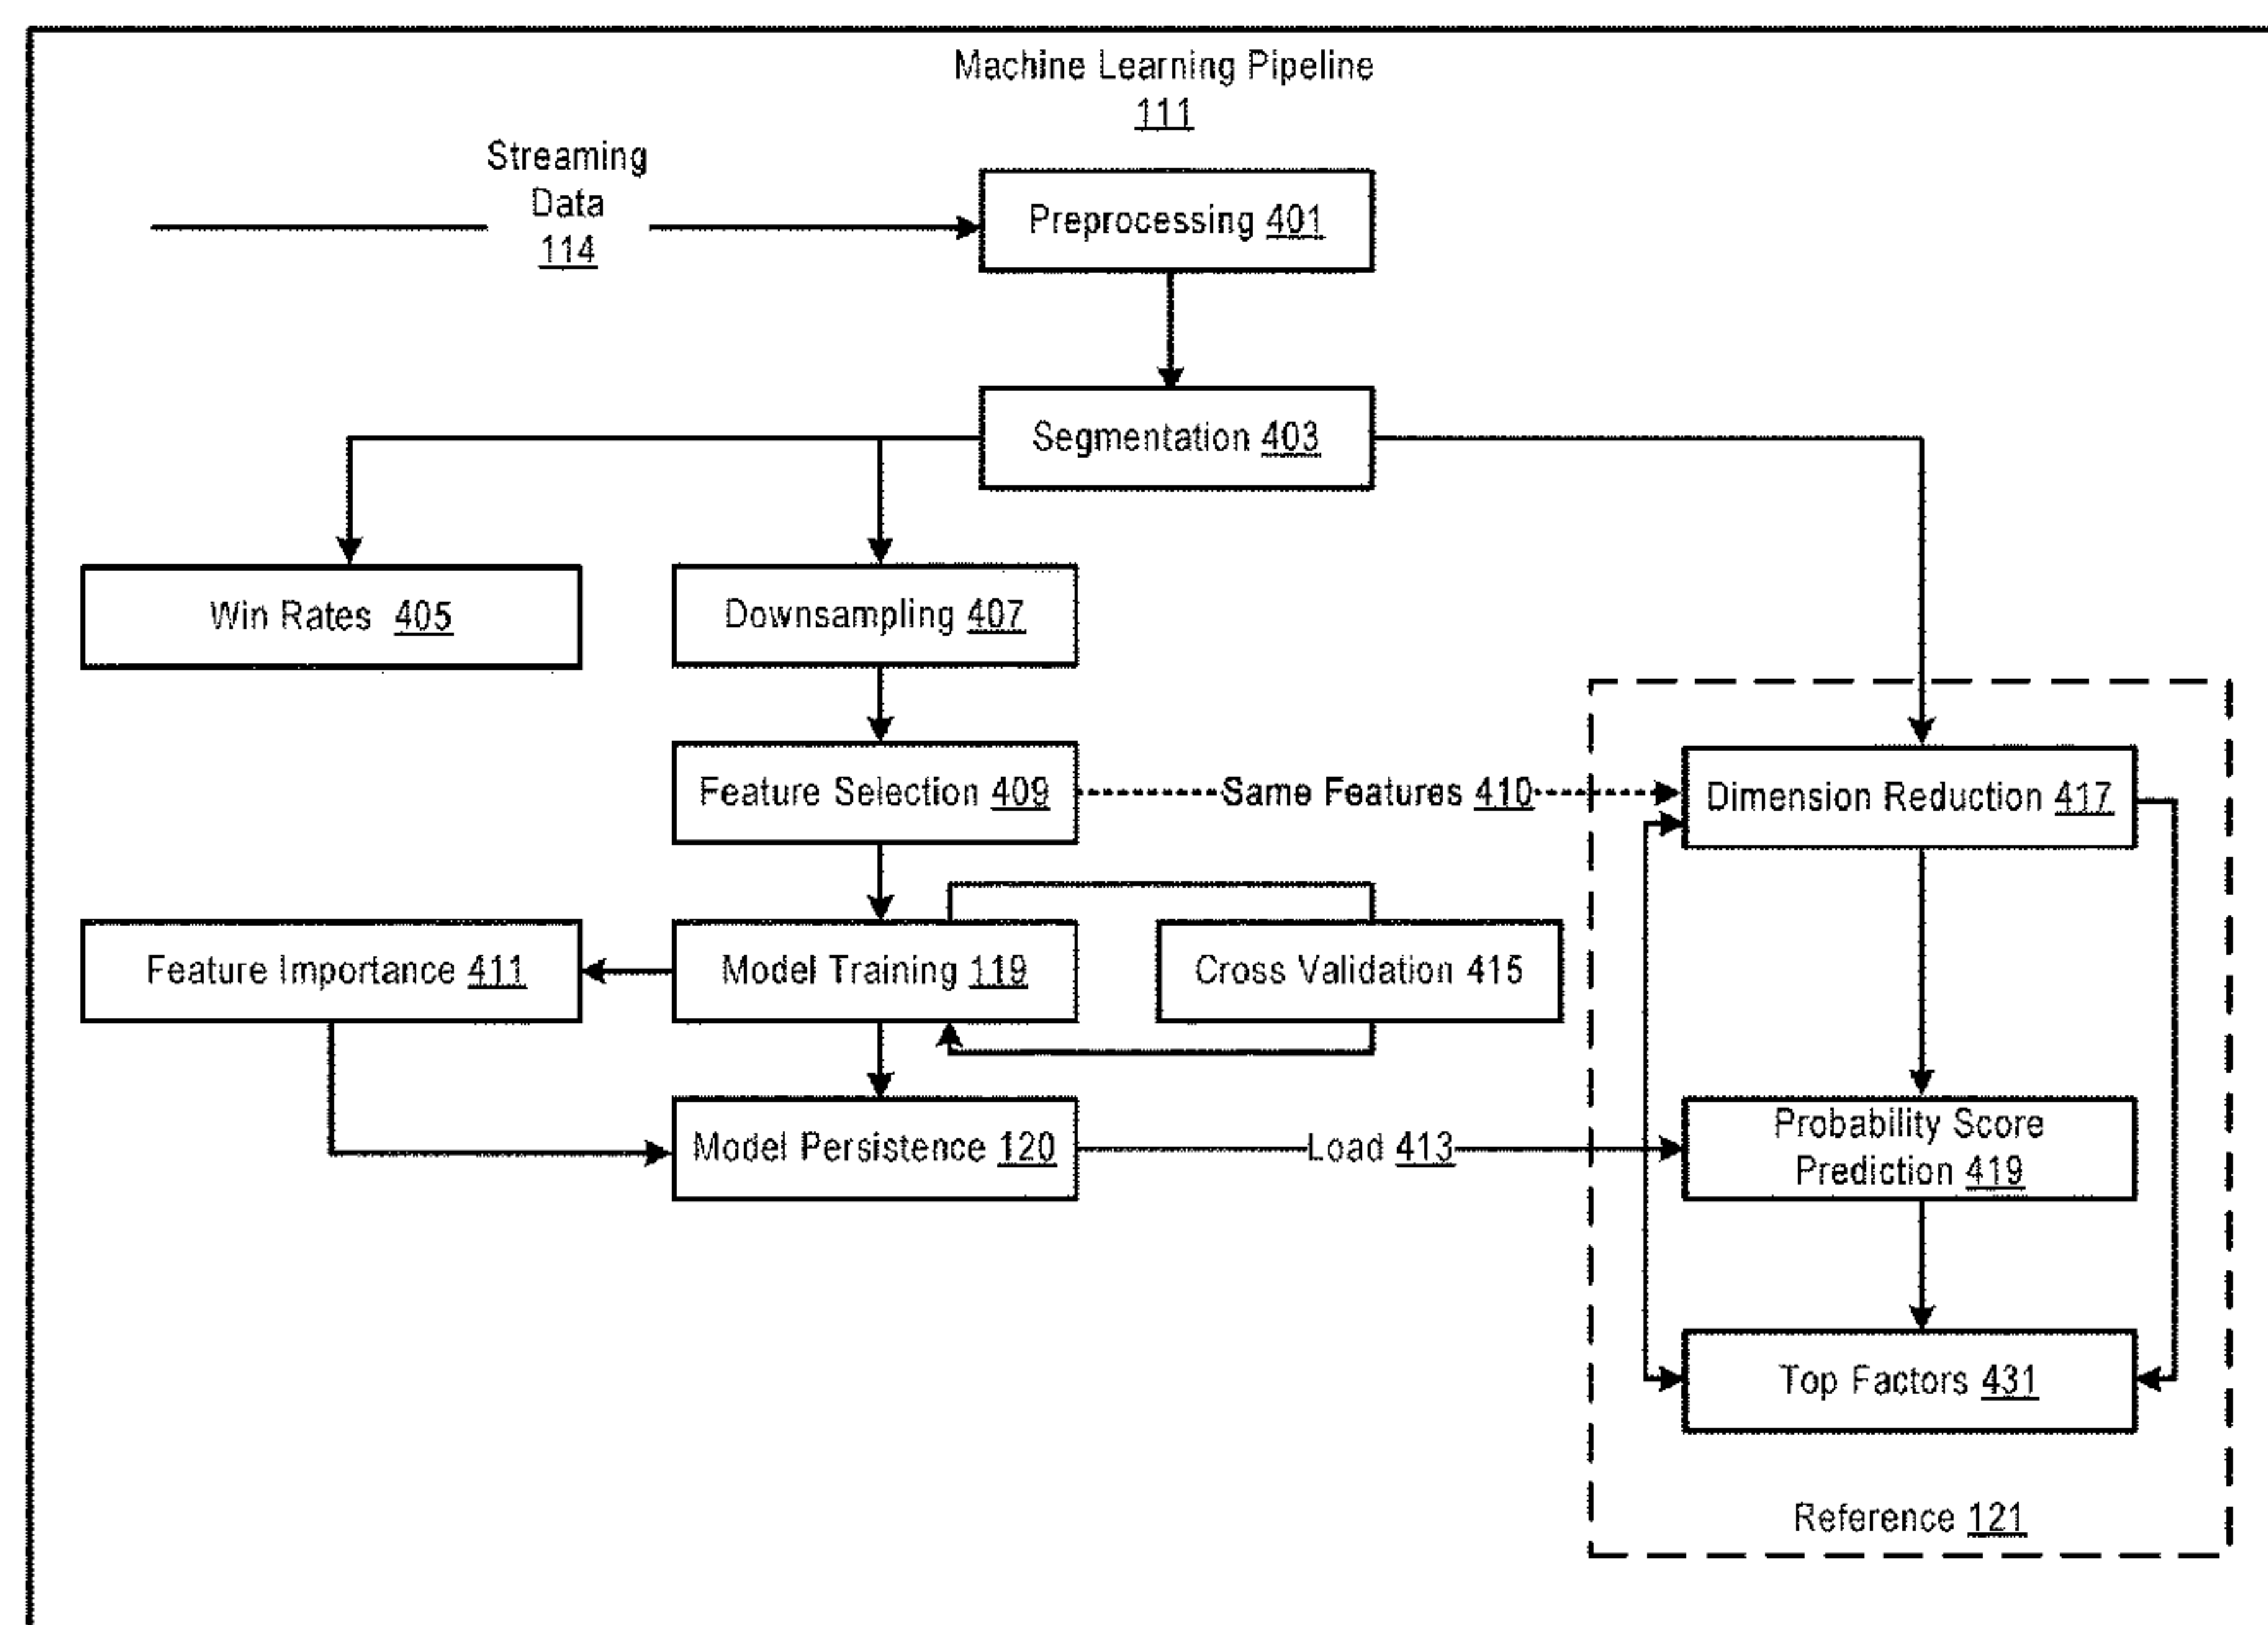 Machine Learning Pipeline
111
Streaming
Data
114
Preprocessing 401
Segmentation 403
Win Rates 405
Downsampling 407
Feature Selection 409
Same Features 410
Dimension Reduction 417
Feature Importance 411
Model Training 119
Cross Validation 415
Model Persistence 120
Load 413
Probability Score
Prediction 419
Top Factors 431
Reference 121